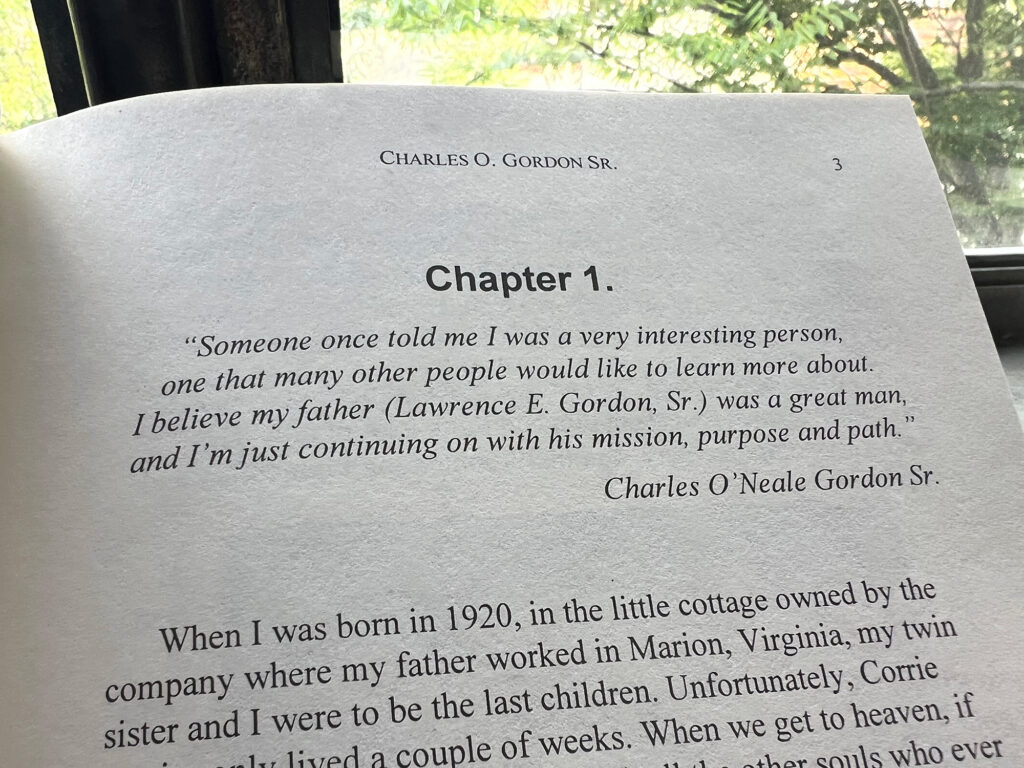 CHARLES O. GORDON SR.
3
Chapter 1.
“Someone once told me I was a very interesting person,
one that many other people would like to learn more about.
I believe my father (Lawrence E. Gordon, Sr.) was a great man,
and I’m just continuing on with his mission, purpose and path.”
Charles O’Neale Gordon Sr.
When I was born in 1920, in the little cottage owned by the
company where my father worked in Marion, Virginia, my twin
sister and I were to be the last children. Unfortunately, Corrie
only lived a couple of weeks. When we get to heaven, if
all the other souls who ever